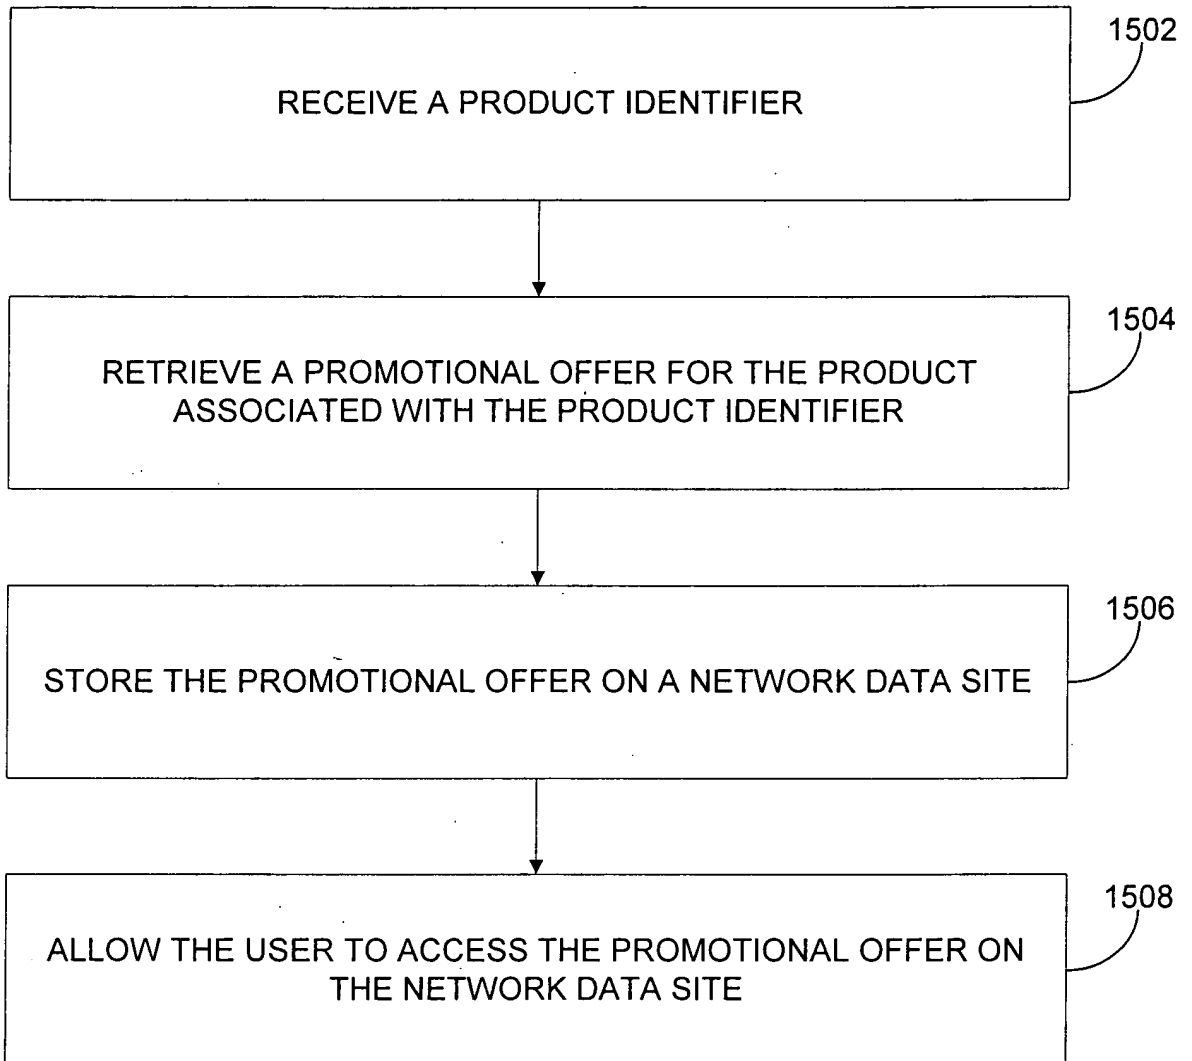 1502
RECEIVE A PRODUCT IDENTIFIER
1504
RETRIEVE A PROMOTIONAL OFFER FOR THE PRODUCT
ASSOCIATED WITH THE PRODUCT IDENTIFIER
1506
STORE THE PROMOTIONAL OFFER ON A NETWORK DATA SITE
1508
ALLOW THE USER TO ACCESS THE PROMOTIONAL OFFER ON
THE NETWORK DATA SITE